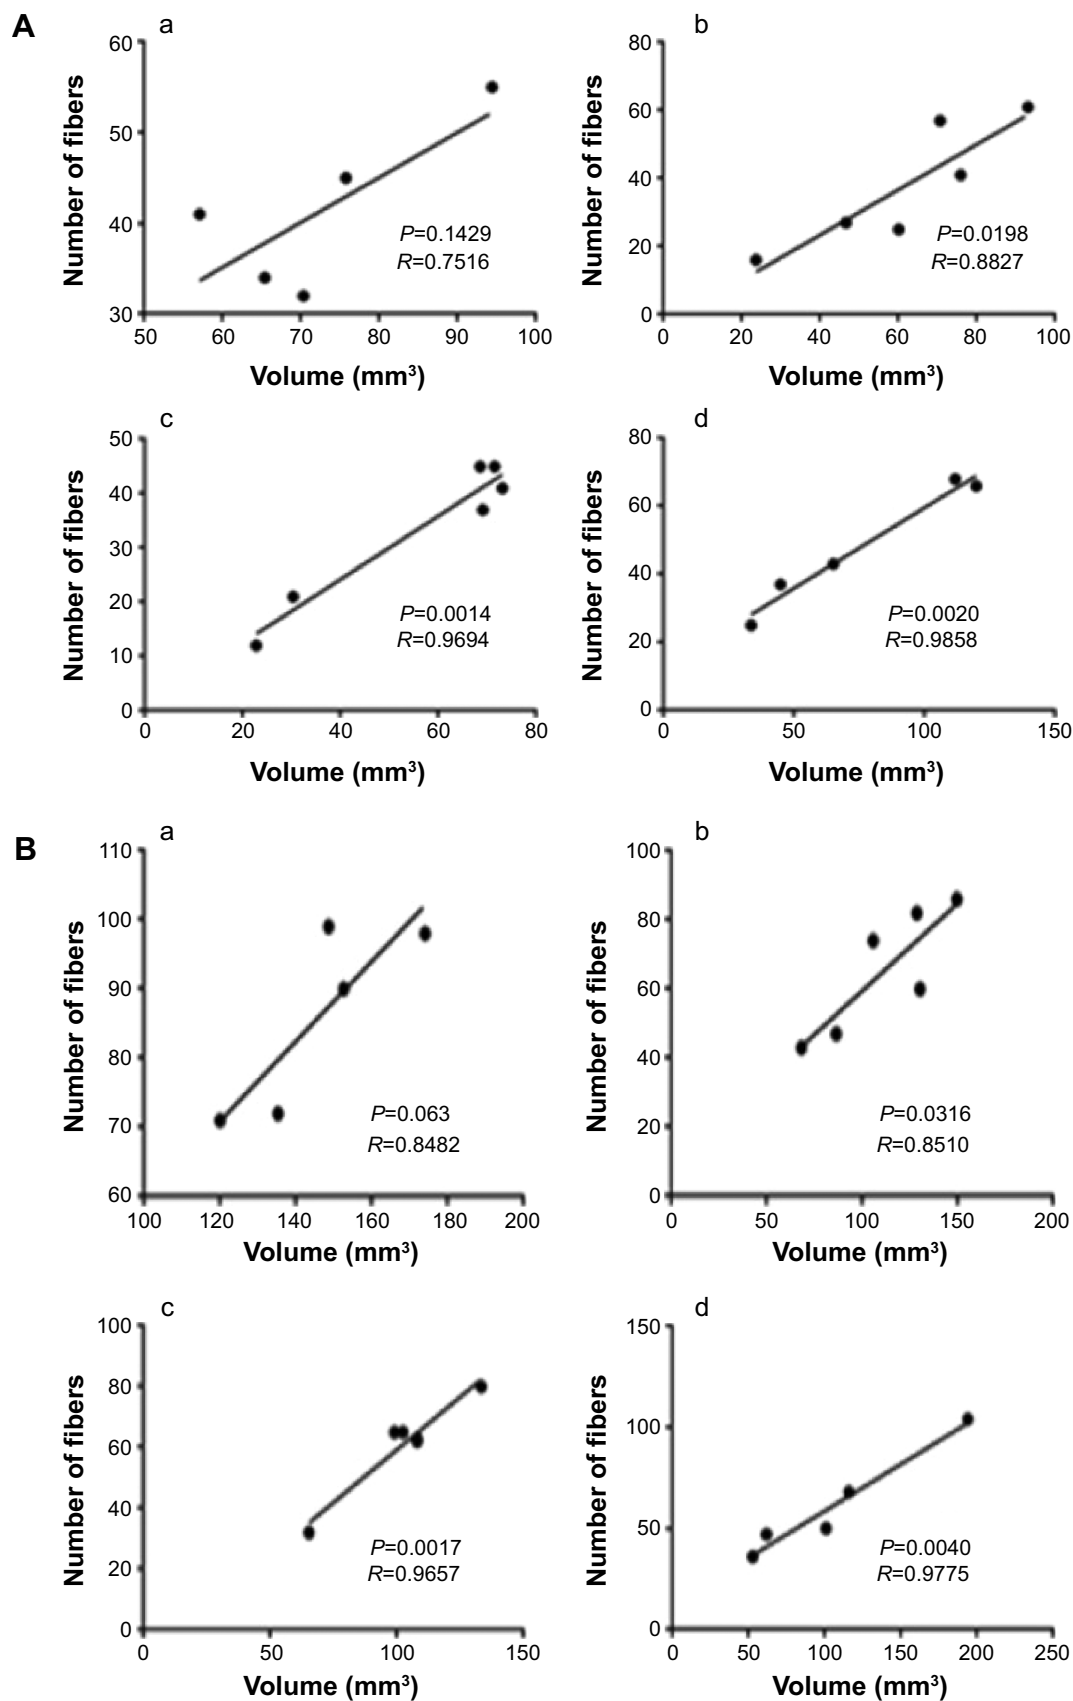 A
a
Number of fibers
60
50
40
30
50 60 70 80 90 100
Volume (mm³)
P=0.1429
R=0.7516
b
Number of fibers
80
60
40
20
0
0 20 40 60 80 100
Volume (mm³)
P=0.0198
R=0.8827
c
Number of fibers
50
40
30
20
10
0
0 20 40 60 80
Volume (mm³)
P=0.0014
R=0.9694
d
Number of fibers
80
60
40
20
0
0 50 100 150
Volume (mm³)
P=0.0020
R=0.9858
B
a
Number of fibers
110
100
90
80
70
60
100 120 140 160 180 200
Volume (mm³)
P=0.063
R=0.8482
b
Number of fibers
100
80
60
40
20
0
0 50 100 150 200
Volume (mm³)
P=0.0316
R=0.8510
c
Number of fibers
100
80
60
40
20
0
0 50 100 150
Volume (mm³)
P=0.0017
R=0.9657
d
Number of fibers
150
100
50
0
0 50 100 150 200 250
Volume (mm³)
P=0.0040
R=0.9775